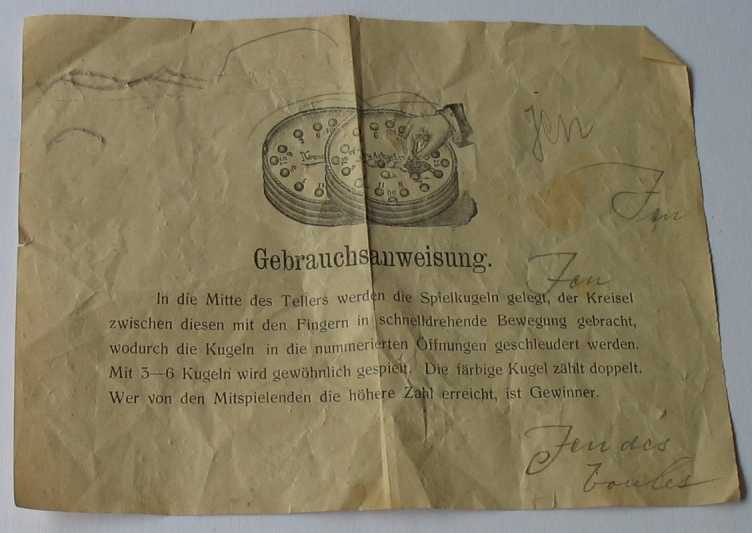 Jeu
Jeu
Gebrauchsanweisung.
Jeu
In die Mitte des Tellers werden die Spielkugeln gelegt, der Kreisel
zwischen diesen mit den Fingern in schnelldrehende Bewegung gebracht,
wodurch die Kugeln in die nummerierten Öffnungen geschleudert werden.
Mit 3—6 Kugeln wird gewöhnlich gespielt. Die färbige Kugel zählt doppelt.
Wer von den Mitspielenden die höhere Zahl erreicht, ist Gewinner.
Jeu des
boules